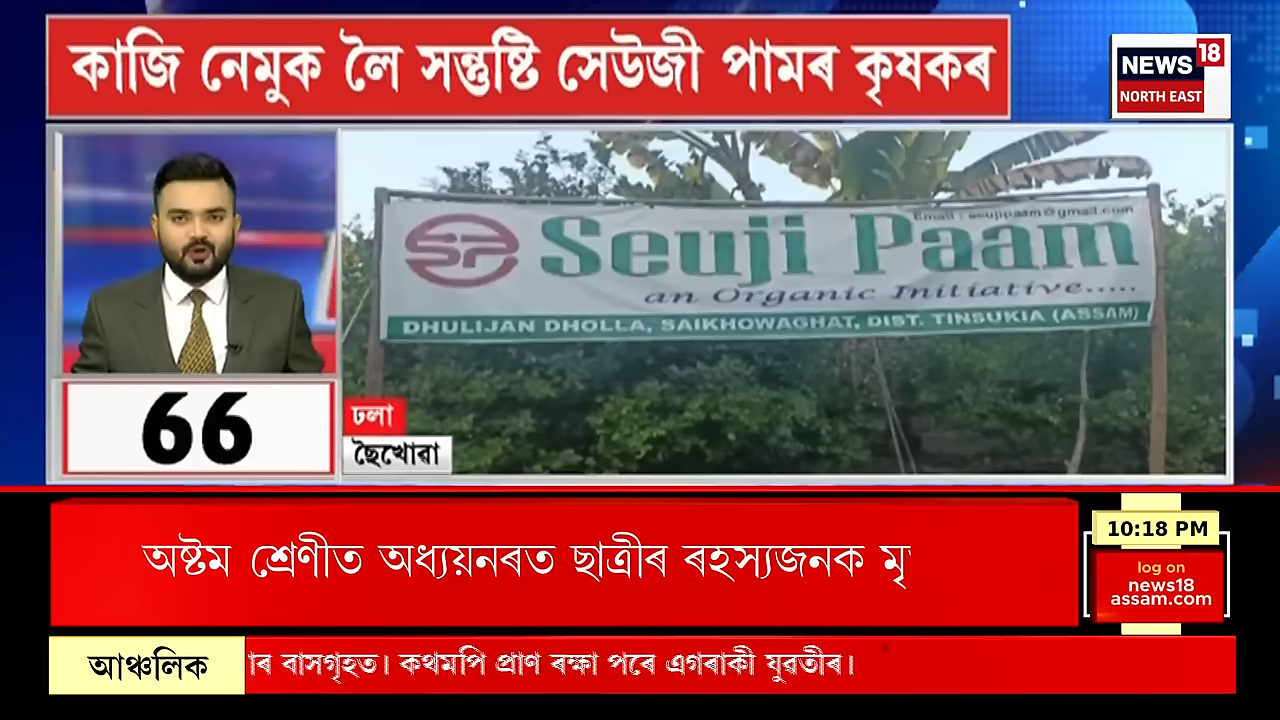 কাজি নেমুক লৈ সন্তুষ্টি সেউজী পামৰ কৃষকৰ
NEWS 18
NORTH EAST
Email : seujipaam@gmail.com
SP Seuji Paam
an Organic Initiative.....
DHULIJAN DHOLLA, SAIKHOWAGHAT, DIST. TINSUKIA (ASSAM)
66
ঢলা
ছৈখোৱা
অষ্টম শ্ৰেণীত অধ্যয়নৰত ছাত্ৰীৰ ৰহস্যজনক মৃ
10:18 PM
log on
news18
assam.com
আঞ্চলিক
াৰ বাসগৃহত। কথমপি প্ৰাণ ৰক্ষা পৰে এগৰাকী যুৱতীৰ।